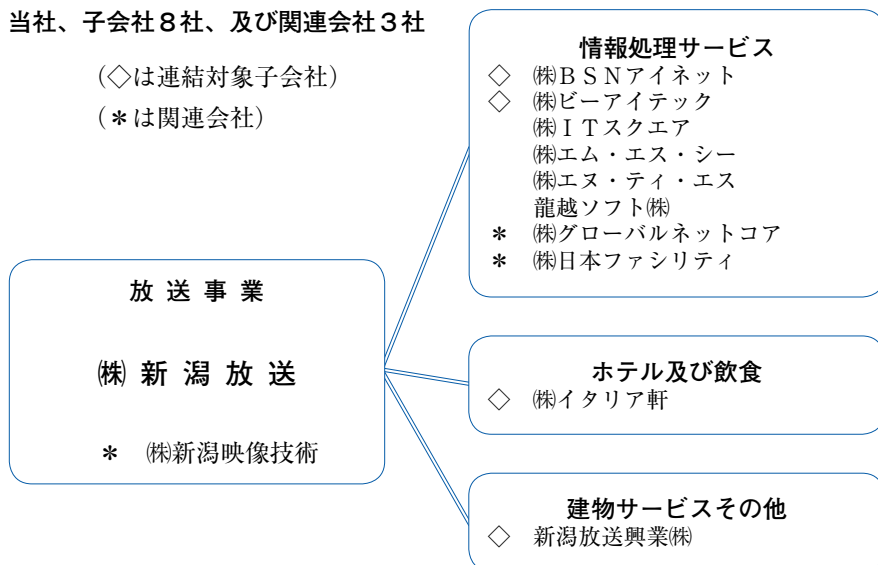 当社、子会社８社、及び関連会社３社
（◇は連結対象子会社）
（＊は関連会社）
放送事業
㈱新潟放送
＊ ㈱新潟映像技術
情報処理サービス
◇ ㈱ＢＳＮアイネット
◇ ㈱ビーアイテック
㈱ＩＴスクエア
㈱エム・エス・シー
㈱エヌ・ティ・エス
龍越ソフト㈱
＊ ㈱グローバルネットコア
＊ ㈱日本ファシリティ
ホテル及び飲食
◇ ㈱イタリア軒
建物サービスその他
◇ 新潟放送興業㈱